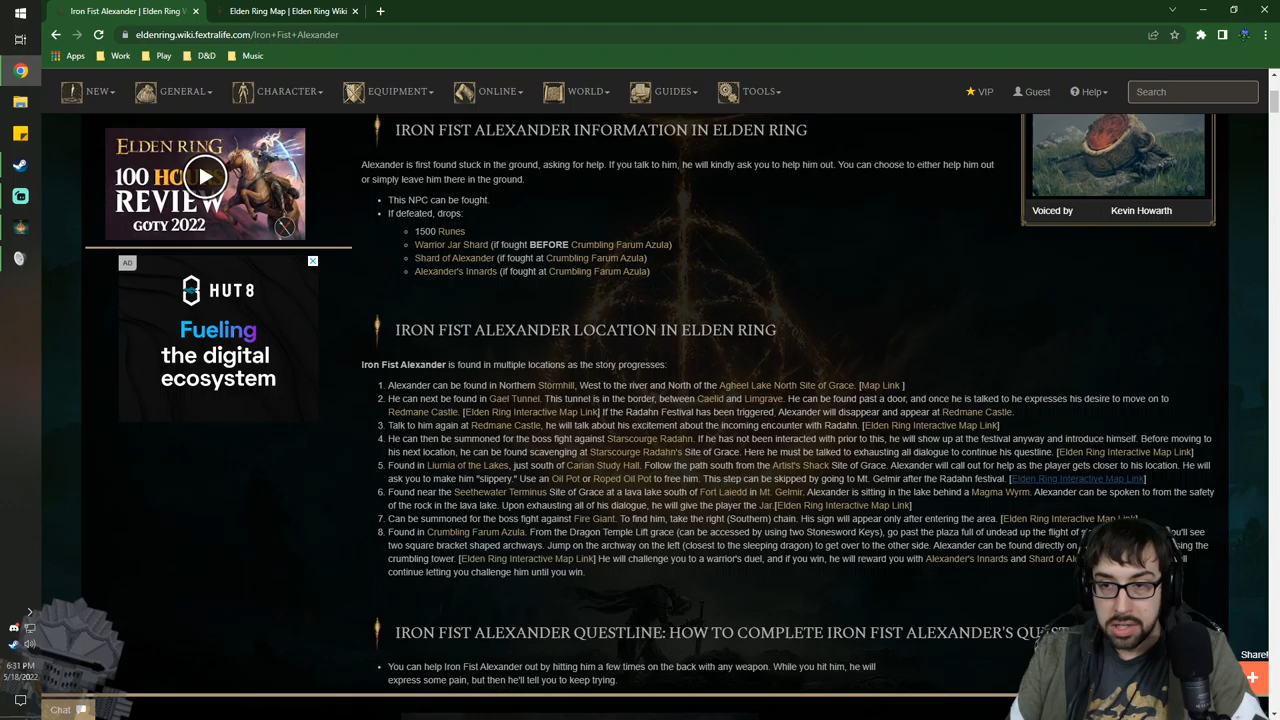 Iron Fist Alexander | Elden Ring W
Elden Ring Map | Elden Ring Wiki
eldenring.wiki.fextralife.com/Iron+Fist+Alexander
Apps Work Play D&D Music
NEW GENERAL CHARACTER EQUIPMENT ONLINE WORLD GUIDES TOOLS VIP Guest Help Search
ELDEN RING
100 HO
REVIEW
GOTY 2022
AD
HUT8
Fueling
the digital
ecosystem
IRON FIST ALEXANDER INFORMATION IN ELDEN RING
Alexander is first found stuck in the ground, asking for help. If you talk to him, he will kindly ask you to help him out. You can choose to either help him out
or simply leave him there in the ground.
This NPC can be fought.
If defeated, drops:
1500 Runes
Warrior Jar Shard (if fought BEFORE Crumbling Farum Azula)
Shard of Alexander (if fought at Crumbling Farum Azula)
Alexander's Innards (if fought at Crumbling Farum Azula)
Voiced by Kevin Howarth
IRON FIST ALEXANDER LOCATION IN ELDEN RING
Iron Fist Alexander is found in multiple locations as the story progresses:
1. Alexander can be found in Northern Stormhill, West to the river and North of the Agheel Lake North Site of Grace. [Map Link ]
2. He can next be found in Gael Tunnel. This tunnel is in the border, between Caelid and Limgrave. He can be found past a door, and once he is talked to he expresses his desire to move on to
Redmane Castle. [Elden Ring Interactive Map Link] If the Radahn Festival has been triggered, Alexander will disappear and appear at Redmane Castle.
3. Talk to him again at Redmane Castle, he will talk about his excitement about the incoming encounter with Radahn. [Elden Ring Interactive Map Link]
4. He can then be summoned for the boss fight against Starscourge Radahn. If he has not been interacted with prior to this, he will show up at the festival anyway and introduce himself. Before moving to
his next location, he can be found scavenging at Starscourge Radahn's Site of Grace. Here he must be talked to exhausting all dialogue to continue his questline. [Elden Ring Interactive Map Link]
5. Found in Liurnia of the Lakes, just south of Carian Study Hall. Follow the path south from the Artist's Shack Site of Grace. Alexander will call out for help as the player gets closer to his location. He will
ask you to make him "slippery." Use an Oil Pot or Roped Oil Pot to free him. This step can be skipped by going to Mt. Gelmir after the Radahn festival. [Elden Ring Interactive Map Link]
6. Found near the Seethewater Terminus Site of Grace at a lava lake south of Fort Laiedd in Mt. Gelmir. Alexander is sitting in the lake behind a Magma Wyrm. Alexander can be spoken to from the safety
of the rock in the lava lake. Upon exhausting all of his dialogue, he will give the player the Jar.[Elden Ring Interactive Map Link]
7. Can be summoned for the boss fight against Fire Giant. To find him, take the right (Southern) chain. His sign will appear only after entering the area. [Elden Ring Interactive Map Link]
8. Found in Crumbling Farum Azula. From the Dragon Temple Lift grace (can be accessed by using two Stonesword Keys), go past the plaza full of undead up the flight of You'll see
two square bracket shaped archways. Jump on the archway on the left (closest to the sleeping dragon) to get over to the other side. Alexander can be found directly on
crumbling tower. [Elden Ring Interactive Map Link] He will challenge you to a warrior's duel, and if you win, he will reward you with Alexander's Innards and Shard of
continue letting you challenge him until you win.
IRON FIST ALEXANDER QUESTLINE: HOW TO COMPLETE IRON FIST ALEXANDER'S
You can help Iron Fist Alexander out by hitting him a few times on the back with any weapon. While you hit him, he will
express some pain, but then he'll tell you to keep trying.
Share
Chat
6:31 PM
5/18/2022